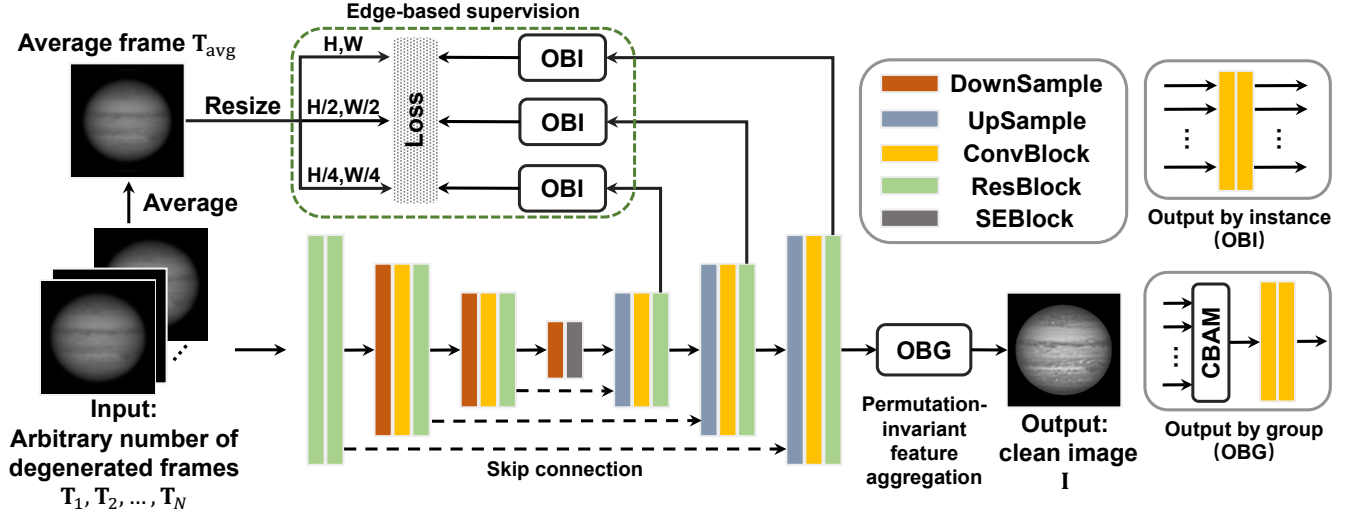 Edge-based supervision
Average frame T_avg
Resize
H,W
H/2,W/2
H/4,W/4
Loss
OBI
OBI
OBI
Average
Input:
Arbitrary number of
degenerated frames
T₁, T₂, ... , T_N
Skip connection
OBG
Permutation-
invariant
feature
aggregation
Output:
clean image
I
DownSample
UpSample
ConvBlock
ResBlock
SEBlock
Output by instance
(OBI)
CBAM
Output by group
(OBG)